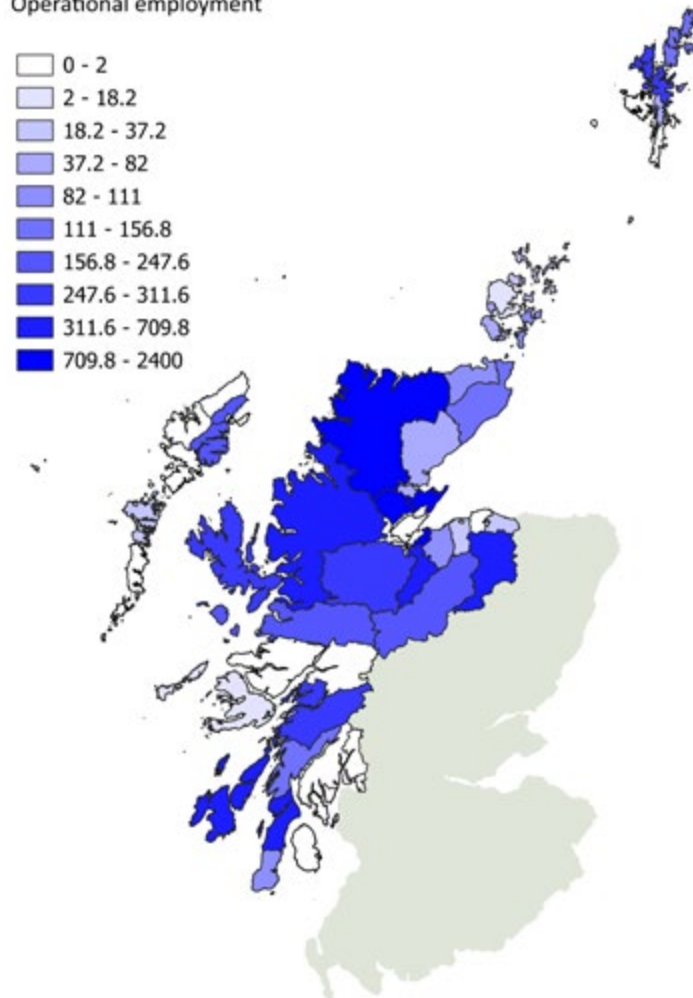 Operational employment
0 - 2
2 - 18.2
18.2 - 37.2
37.2 - 82
82 - 111
111 - 156.8
156.8 - 247.6
247.6 - 311.6
311.6 - 709.8
709.8 - 2400